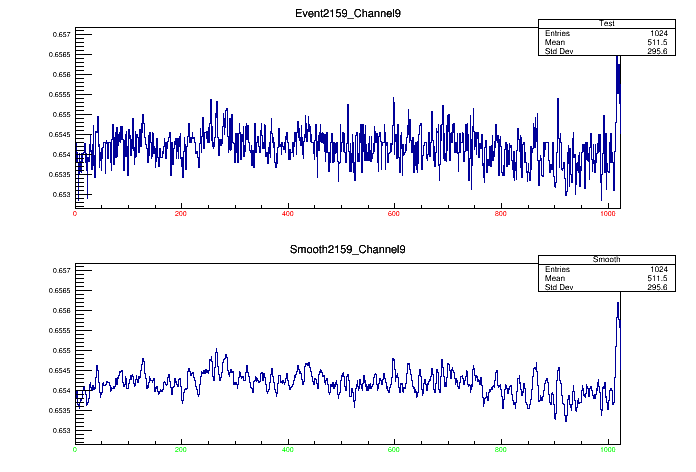 Event2159_Channel9
Test
Entries 1024
Mean 511.5
Std Dev 295.6
0.657
0.6565
0.656
0.6555
0.655
0.6545
0.654
0.6535
0.653
0 200 400 600 800 1000
Smooth2159_Channel9
Smooth
Entries 1024
Mean 511.5
Std Dev 295.6
0.657
0.6565
0.656
0.6555
0.655
0.6545
0.654
0.6535
0.653
0 200 400 600 800 1000